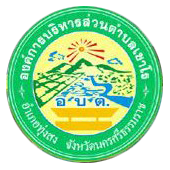 องค์การบริหารส่วนตำบลเขาโร
อ.บ.ต.
อำเภอทุ่งสง จังหวัดนครศรีธรรมราช